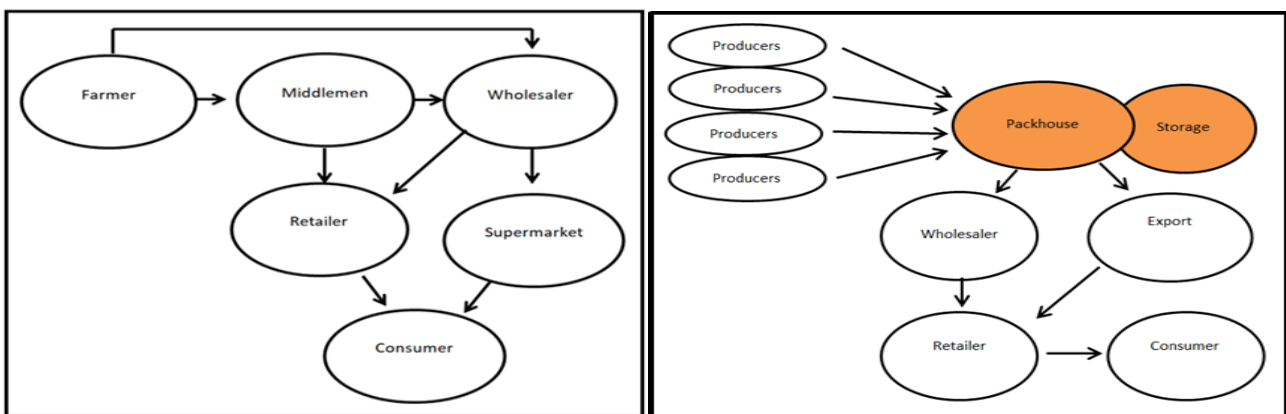 Farmer
Middlemen
Wholesaler
Retailer
Supermarket
Consumer
Producers
Producers
Producers
Producers
Packhouse
Storage
Wholesaler
Export
Retailer
Consumer